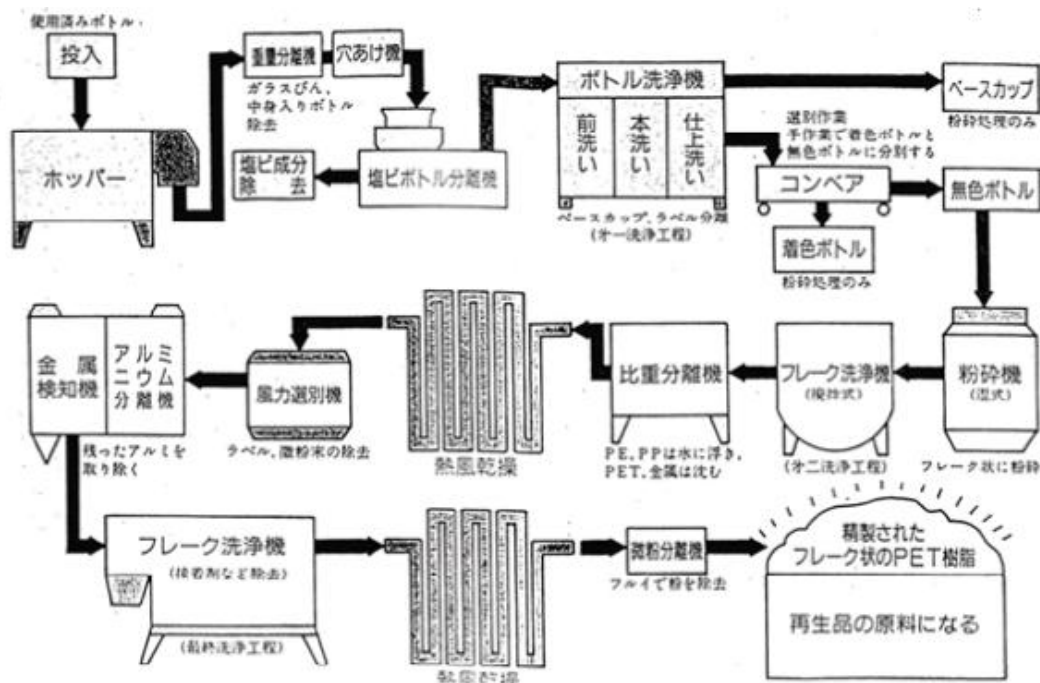 使用済みボトル
投入
ホッパー
重量分離機
ガラスびん、
中身入りボトル
除去
穴あけ機
塩ビ成分
除去
塩ビボトル分離機
ボトル洗浄機
前洗い
本洗い
仕上洗い
ベースカップ、ラベル分離
(才一洗浄工程)
ベースカップ
粉砕処理のみ
選別作業
手作業で着色ボトルと
無色ボトルに分別する
コンベア
無色ボトル
着色ボトル
粉砕処理のみ
粉砕機
(湿式)
フレーク状に粉砕
フレーク洗浄機
(攪拌式)
(才二洗浄工程)
比重分離機
PE、PPは水に浮き、
PET、金属は沈む
熱風乾操
風力選別機
ラベル、微粉末の除去
アルミ
ニウム
分離機
金属
検知機
残ったアルミを
取り除く
フレーク洗浄機
(接着剤など除去)
(最終洗浄工程)
熱風乾操
微粉分離機
フルイで粉を除去
精製された
フレーク状のPET樹脂
再生品の原料になる